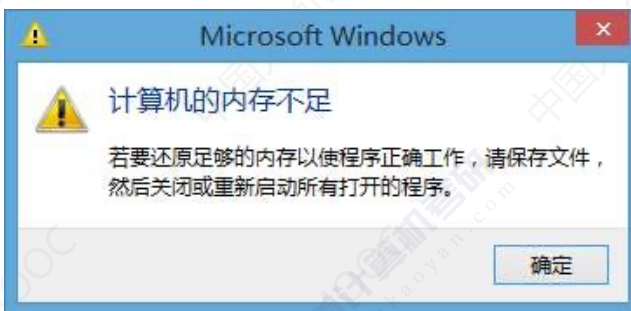 Microsoft Windows
计算机的内存不足
若要还原足够的内存以使程序正确工作，请保存文件，
然后关闭或重新启动所有打开的程序。
确定